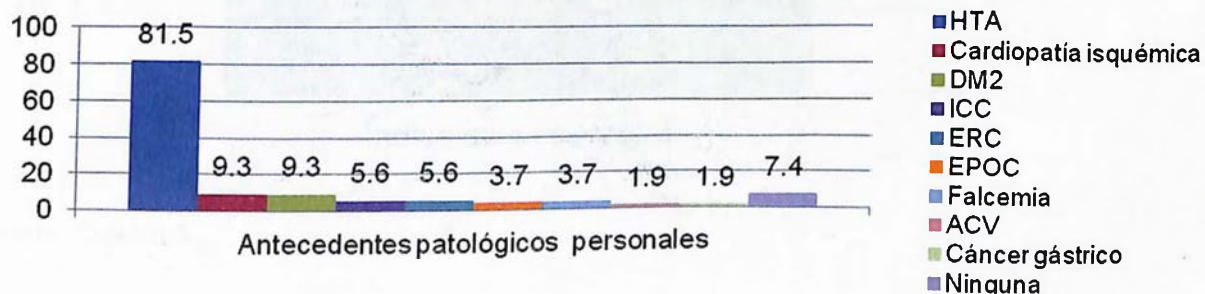 100
80
60
40
20
0
81.5
9.3
9.3
5.6
5.6
3.7
3.7
1.9
1.9
7.4
Antecedentes patológicos personales
HTA
Cardiopatía isquémica
DM2
ICC
ERC
EPOC
Falcemia
ACV
Cáncer gástrico
Ninguna